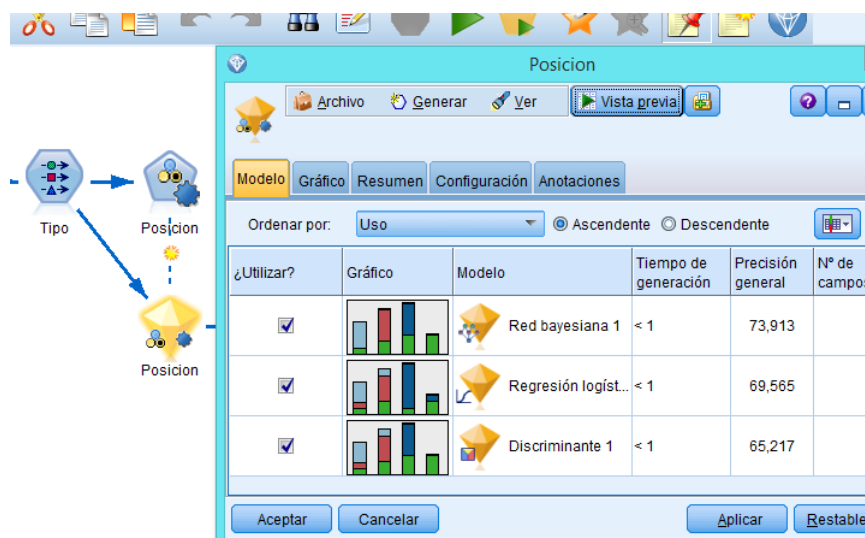 Posicion
Archivo Generar Ver Vista previa
Modelo Gráfico Resumen Configuración Anotaciones
Ordenar por: Uso Ascendente Descendente
¿Utilizar? Gráfico Modelo Tiempo de generación Precisión general Nº de campos
Red bayesiana 1 < 1 73,913
Regresión logíst... < 1 69,565
Discriminante 1 < 1 65,217
Aceptar Cancelar Aplicar Restable
Tipo Posicion
Posicion